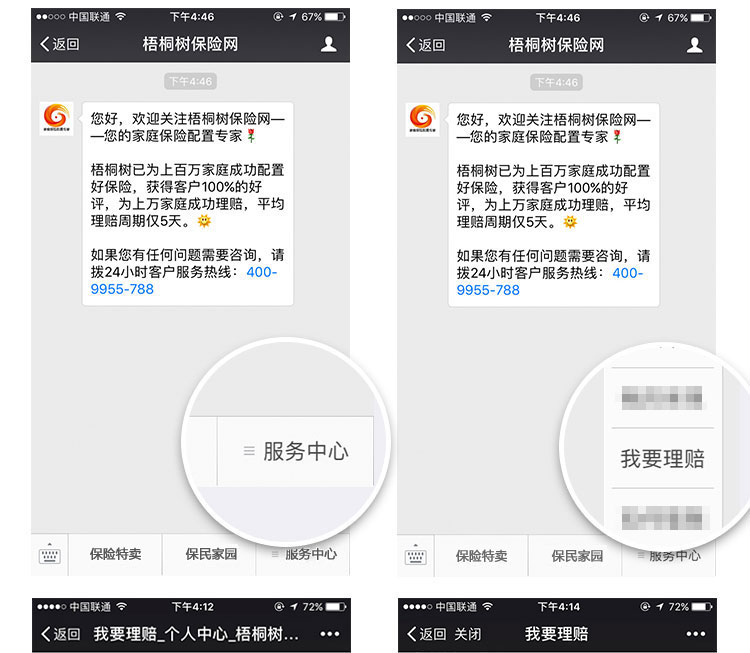 中国联通 下午4:46 67%
返回 梧桐树保险网
下午4:46
您好，欢迎关注梧桐树保险网—
—您的家庭保险配置专家🌹
梧桐树已为上百万家庭成功配置
好保险，获得客户100%的好
评，为上万家庭成功理赔，平均
理赔周期仅5天。🌞
如果您有任何问题需要咨询，请
拨24小时客户服务热线：400-
9955-788
服务中心
保险特卖 保民家园 服务中心
中国联通 下午4:46 67%
返回 梧桐树保险网
下午4:46
您好，欢迎关注梧桐树保险网—
—您的家庭保险配置专家🌹
梧桐树已为上百万家庭成功配置
好保险，获得客户100%的好
评，为上万家庭成功理赔，平均
理赔周期仅5天。🌞
如果您有任何问题需要咨询，请
拨24小时客户服务热线：400-
9955-788
我要理赔
保险特卖 保民家园 服务中心
中国联通 下午4:12 72%
返回 我要理赔_个人中心_梧桐树...
中国联通 下午4:14 72%
返回 关闭 我要理赔